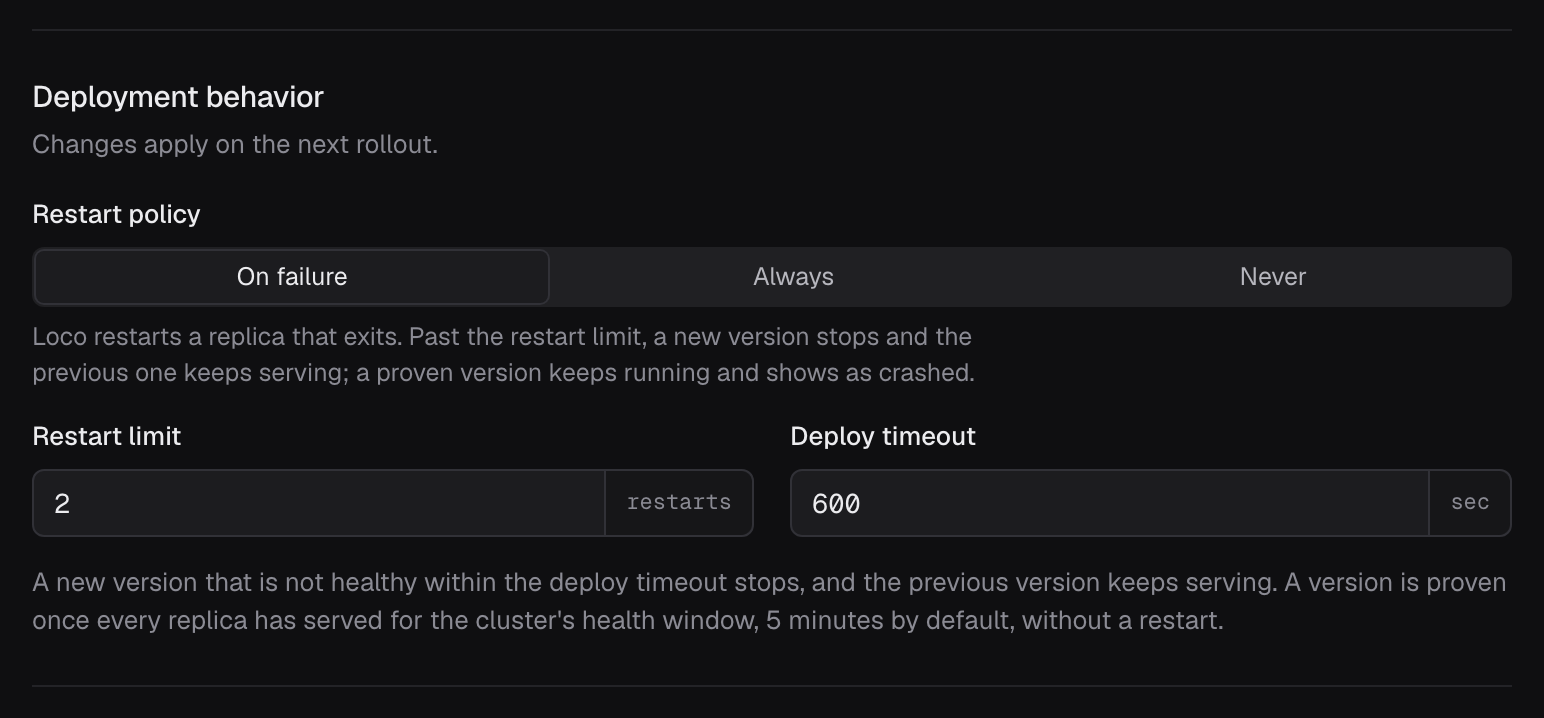 Deployment behavior
Changes apply on the next rollout.
Restart policy
On failure
Always
Never
Loco restarts a replica that exits. Past the restart limit, a new version stops and the
previous one keeps serving; a proven version keeps running and shows as crashed.
Restart limit
Deploy timeout
2
restarts
600
sec
A new version that is not healthy within the deploy timeout stops, and the previous version keeps serving. A version is proven
once every replica has served for the cluster's health window, 5 minutes by default, without a restart.